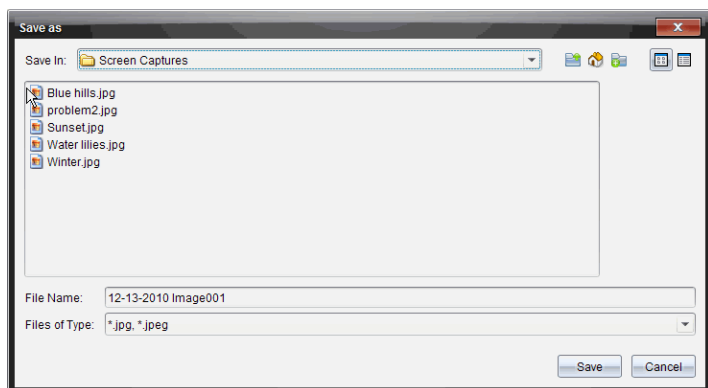 Save as
Save In: Screen Captures
Blue hills.jpg
problem2.jpg
Sunset.jpg
Water lilies.jpg
Winter.jpg
File Name: 12-13-2010 Image001
Files of Type: *.jpg, *.jpeg
Save Cancel